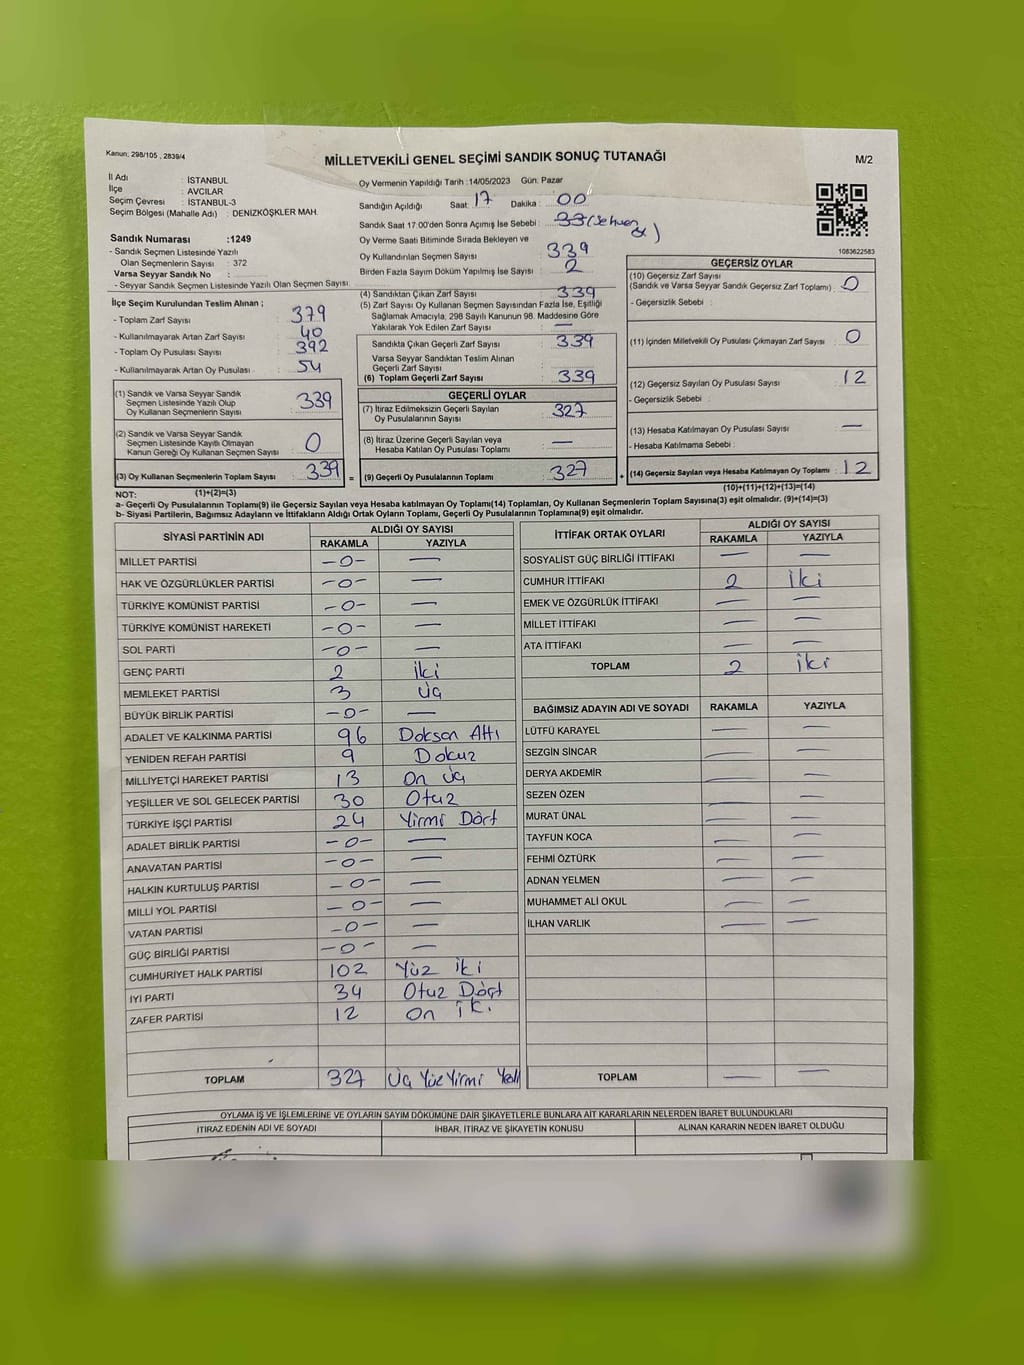 Kanun; 298/105 , 2839/4
MİLLETVEKİLİ GENEL SEÇİMİ SANDIK SONUÇ TUTANAĞI
M/2
İl Adı : İSTANBUL
İlçe : AVCILAR
Seçim Çevresi : İSTANBUL-3
Seçim Bölgesi (Mahalle Adı) : DENİZKÖŞKLER MAH.
Sandık Numarası :1249
- Sandık Seçmen Listesinde Yazılı
Olan Seçmenlerin Sayısı : 372
Varsa Seyyar Sandık No :
- Seyyar Sandık Seçmen Listesinde Yazılı Olan Seçmen Sayısı
Oy Vermenin Yapıldığı Tarih :14/05/2023 Gün: Pazar
Sandığın Açıldığı Saat: 17 Dakika : 00
Sandık Saat 17:00'den Sonra Açımış İse Sebebi : 33
Oy Verme Saati Bitiminde Sırada Bekleyen ve
Oy Kullandırılan Seçmen Sayısı : 339
Birden Fazla Sayım Döküm Yapılmış İse Sayısı : 2
1083622583
İlçe Seçim Kurulundan Teslim Alınan ;
- Toplam Zarf Sayısı : 379
- Kullanılmayarak Artan Zarf Sayısı : 40
- Toplam Oy Pusulası Sayısı : 392
- Kullanılmayarak Artan Oy Pusulası : 54
(1) Sandık ve Varsa Seyyar Sandık
Seçmen Listesinde Yazılı Olup
Oy Kullanan Seçmenlerin Sayısı : 339
(2) Sandık ve Varsa Seyyar Sandık
Seçmen Listesinde Kayıtlı Olmayan
Kanun Gereği Oy Kullanan Seçmen Sayısı : 0
(3) Oy Kullanan Seçmenlerin Toplam Sayısı : 339
(1)+(2)=(3)
(4) Sandıktan Çıkan Zarf Sayısı : 339
(5) Zarf Sayısı Oy Kullanan Seçmen Sayısından Fazla İse, Eşitliği
Sağlamak Amacıyla, 298 Sayılı Kanunun 98. Maddesine Göre
Yakılarak Yok Edilen Zarf Sayısı : —
Sandıkta Çıkan Geçerli Zarf Sayısı : 339
Varsa Seyyar Sandıktan Teslim Alınan
Geçerli Zarf Sayısı :
(6) Toplam Geçerli Zarf Sayısı : 339
GEÇERLİ OYLAR
(7) İtiraz Edilmeksizin Geçerli Sayılan
Oy Pusulalarının Sayısı : 327
(8) İtiraz Üzerine Geçerli Sayılan veya
Hesaba Katılan Oy Pusulası Toplamı : —
= (9) Geçerli Oy Pusulalarının Toplamı : 327
GEÇERSİZ OYLAR
(10) Geçersiz Zarf Sayısı
(Sandık ve Varsa Seyyar Sandık Geçersiz Zarf Toplamı) : 0
- Geçersizlik Sebebi :
(11) İçinden Milletvekili Oy Pusulası Çıkmayan Zarf Sayısı : 0
(12) Geçersiz Sayılan Oy Pusulası Sayısı : 12
- Geçersizlik Sebebi :
(13) Hesaba Katılmayan Oy Pusulası Sayısı : —
- Hesaba Katılmama Sebebi :
+ (14) Geçersiz Sayılan veya Hesaba Katılmayan Oy Toplamı : 12
(10)+(11)+(12)+(13)=(14)
NOT:
a- Geçerli Oy Pusulalarının Toplamı(9) ile Geçersiz Sayılan veya Hesaba katılmayan Oy Toplamı(14) Toplamları, Oy Kullanan Seçmenlerin Toplam Sayısına(3) eşit olmalıdır. (9)+(14)=(3)
b- Siyasi Partilerin, Bağımsız Adayların ve İttifakların Aldığı Ortak Oyların Toplamı, Geçerli Oy Pusulalarının Toplamına(9) eşit olmalıdır.
SİYASİ PARTİNİN ADI ALDIĞI OY SAYISI
RAKAMLA YAZIYLA
MİLLET PARTİSİ -0- —
HAK VE ÖZGÜRLÜKLER PARTİSİ -0- —
TÜRKİYE KOMÜNİST PARTİSİ -0- —
TÜRKİYE KOMÜNİST HAREKETİ -0- —
SOL PARTİ -0- —
GENÇ PARTİ 2 iki
MEMLEKET PARTİSİ 3 üç
BÜYÜK BİRLİK PARTİSİ -0- —
ADALET VE KALKINMA PARTİSİ 96 Doksan Altı
YENİDEN REFAH PARTİSİ 9 Dokuz
MİLLİYETÇİ HAREKET PARTİSİ 13 On üç
YEŞİLLER VE SOL GELECEK PARTİSİ 30 Otuz
TÜRKİYE İŞÇİ PARTİSİ 24 Yirmi Dört
ADALET BİRLİK PARTİSİ -0- —
ANAVATAN PARTİSİ -0- —
HALKIN KURTULUŞ PARTİSİ -0- —
MİLLİ YOL PARTİSİ -0- —
VATAN PARTİSİ -0- —
GÜÇ BİRLİĞİ PARTİSİ -0- —
CUMHURİYET HALK PARTİSİ 102 Yüz iki
İYİ PARTİ 34 Otuz Dört
ZAFER PARTİSİ 12 On iki
TOPLAM 327 Üç Yüz Yirmi Yedi
İTTİFAK ORTAK OYLARI ALDIĞI OY SAYISI
RAKAMLA YAZIYLA
SOSYALİST GÜÇ BİRLİĞİ İTTİFAKI — —
CUMHUR İTTİFAKI 2 iki
EMEK VE ÖZGÜRLÜK İTTİFAKI — —
MİLLET İTTİFAKI — —
ATA İTTİFAKI — —
TOPLAM 2 iki
BAĞIMSIZ ADAYIN ADI VE SOYADI RAKAMLA YAZIYLA
LÜTFÜ KARAYEL — —
SEZGİN SİNCAR — —
DERYA AKDEMİR — —
SEZEN ÖZEN — —
MURAT ÜNAL — —
TAYFUN KOCA — —
FEHMİ ÖZTÜRK — —
ADNAN YELMEN — —
MUHAMMET ALİ OKUL — —
İLHAN VARLIK — —
TOPLAM — —
OYLAMA İŞ VE İŞLEMLERİNE VE OYLARIN SAYIM DÖKÜMÜNE DAİR ŞİKAYETLERLE BUNLARA AİT KARARLARIN NELERDEN İBARET BULUNDUKLARI
İTİRAZ EDENİN ADI VE SOYADI İHBAR, İTİRAZ VE ŞİKAYETİN KONUSU ALINAN KARARIN NEDEN İBARET OLDUĞU